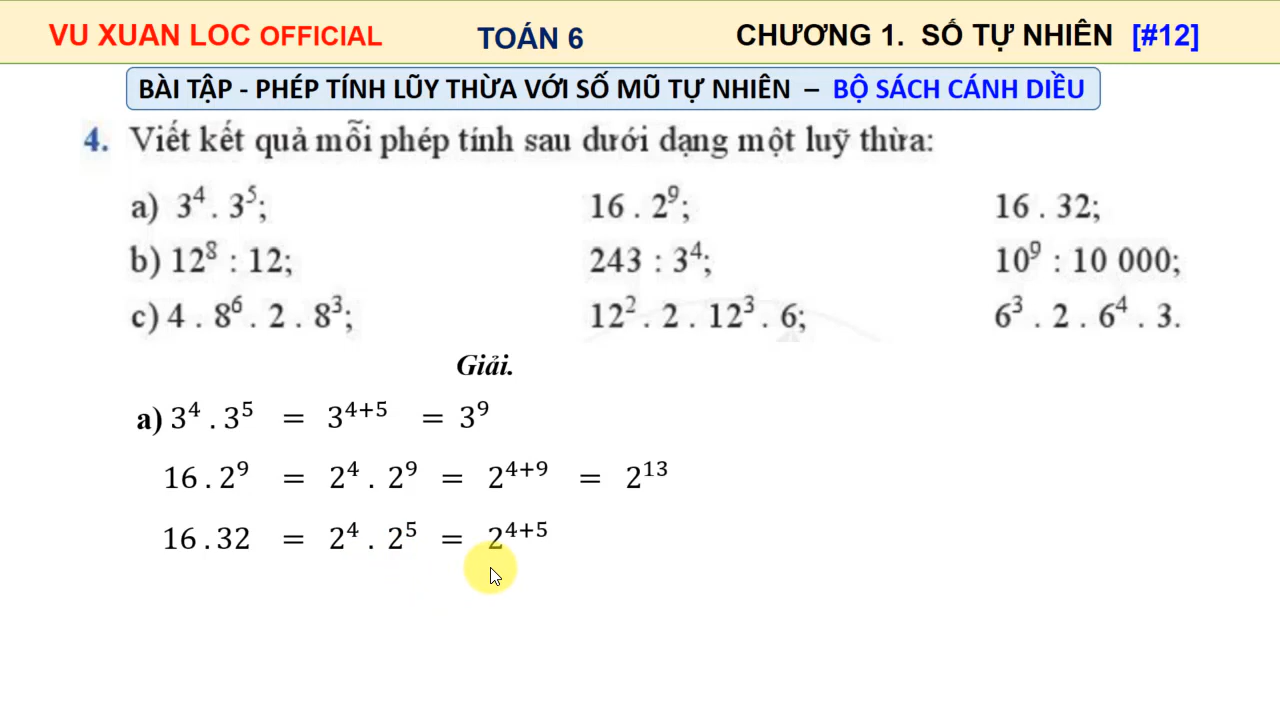 VU XUAN LOC OFFICIAL TOÁN 6 CHƯƠNG 1. SỐ TỰ NHIÊN [#12]
BÀI TẬP - PHÉP TÍNH LŨY THỪA VỚI SỐ MŨ TỰ NHIÊN – BỘ SÁCH CÁNH DIỀU
4. Viết kết quả mỗi phép tính sau dưới dạng một luỹ thừa:
a) 3⁴ . 3⁵; 16 . 2⁹; 16 . 32;
b) 12⁸ : 12; 243 : 3⁴; 10⁹ : 10 000;
c) 4 . 8⁶ . 2 . 8³; 12² . 2 . 12³ . 6; 6³ . 2 . 6⁴ . 3.
Giải.
a) 3⁴ . 3⁵ = 3⁴⁺⁵ = 3⁹
16 . 2⁹ = 2⁴ . 2⁹ = 2⁴⁺⁹ = 2¹³
16 . 32 = 2⁴ . 2⁵ = 2⁴⁺⁵